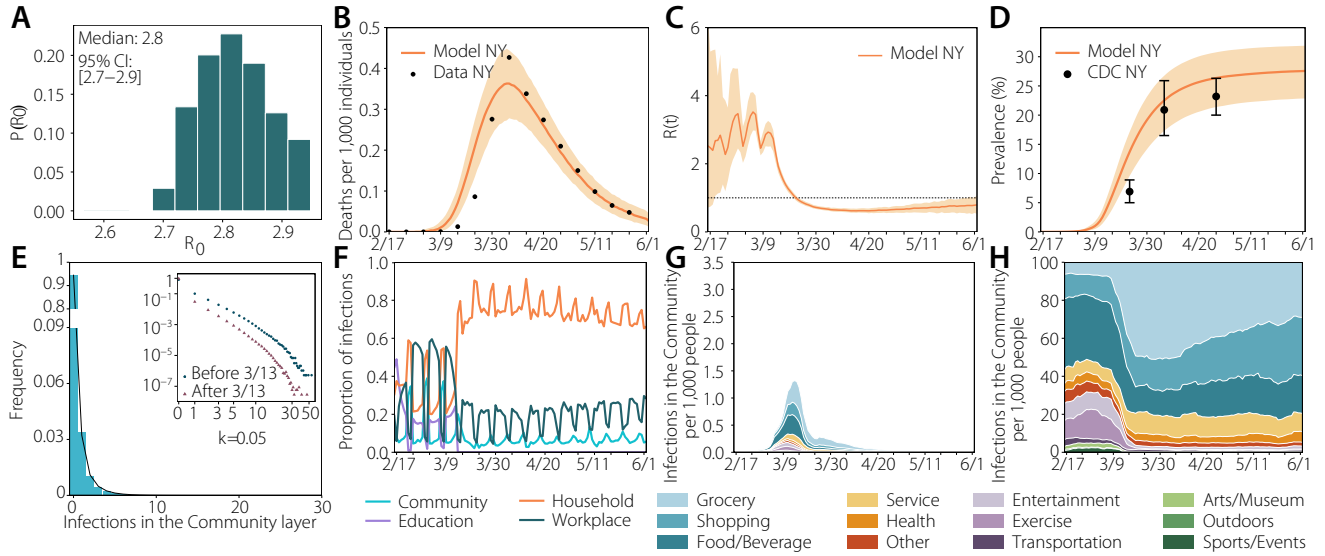 A
Median: 2.8
95% CI:
[2.7–2.9]
P(R0)
0.20
0.15
0.10
0.05
0.00
2.6
2.7
2.8
2.9
R0
B
Deaths per 1,000 individuals
0.5
0.4
0.3
0.2
0.1
0.0
Model NY
Data NY
2/17
3/9
3/30
4/20
5/11
6/1
C
R(t)
6
4
2
0
Model NY
2/17
3/9
3/30
4/20
5/11
6/1
D
Prevalence (%)
30
25
20
15
10
5
0
Model NY
CDC NY
2/17
3/9
3/30
4/20
5/11
6/1
E
Frequency
1
0.9
0.8
0.09
0.06
0.03
0
0
10
20
30
Infections in the Community layer
1
10−1
10−3
10−5
10−7
Before 3/13
After 3/13
0
1
3
5
10
30
50
k=0.05
F
Proportion of infections
1.0
0.8
0.6
0.4
0.2
0.0
2/17
3/9
3/30
4/20
5/11
6/1
G
Infections in the Community
per 1,000 people
3.5
3.0
2.5
2.0
1.5
1.0
0.5
0.0
2/17
3/9
3/30
4/20
5/11
6/1
H
Infections in the Community
per 1,000 people
100
80
60
40
20
0
2/17
3/9
3/30
4/20
5/11
6/1
Community
Education
Household
Workplace
Grocery
Shopping
Food/Beverage
Service
Health
Other
Entertainment
Exercise
Transportation
Arts/Museum
Outdoors
Sports/Events